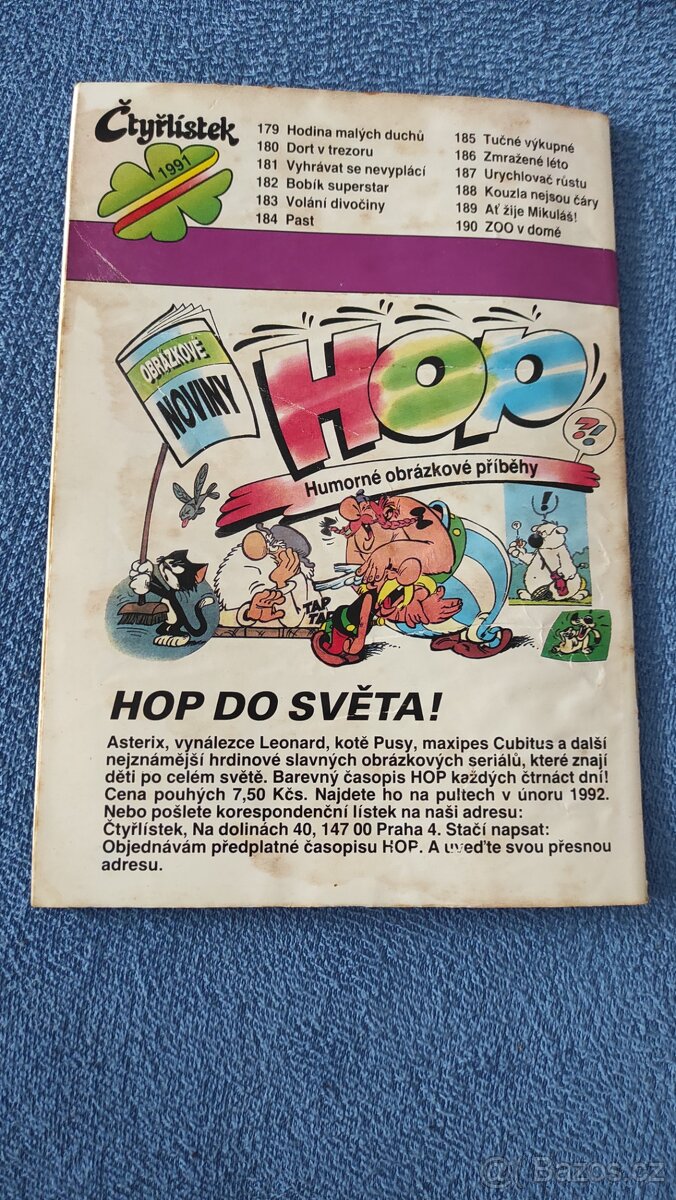 Čtyřlístek
1991
179 Hodina malých duchů
180 Dort v trezoru
181 Vyhrávat se nevyplácí
182 Bobík superstar
183 Volání divočiny
184 Past
185 Tučné výkupné
186 Zmražené léto
187 Urychlovač růstu
188 Kouzla nejsou čáry
189 Ať žije Mikuláš!
190 ZOO v domě
OBRÁZKOVÉ
NOVINY
HOP
?!
Humorné obrázkové příběhy
!
TAP
TAP
HOP DO SVĚTA!
Asterix, vynálezce Leonard, kotě Pusy, maxipes Cubitus a další
nejznámější hrdinové slavných obrázkových seriálů, které znají
děti po celém světě. Barevný časopis HOP každých čtrnáct dní!
Cena pouhých 7,50 Kčs. Najdete ho na pultech v únoru 1992.
Nebo pošlete korespondenční lístek na naši adresu:
Čtyřlístek, Na dolinách 40, 147 00 Praha 4. Stačí napsat:
Objednávám předplatné časopisu HOP. A uveďte svou přesnou
adresu.
© Bazos.cz